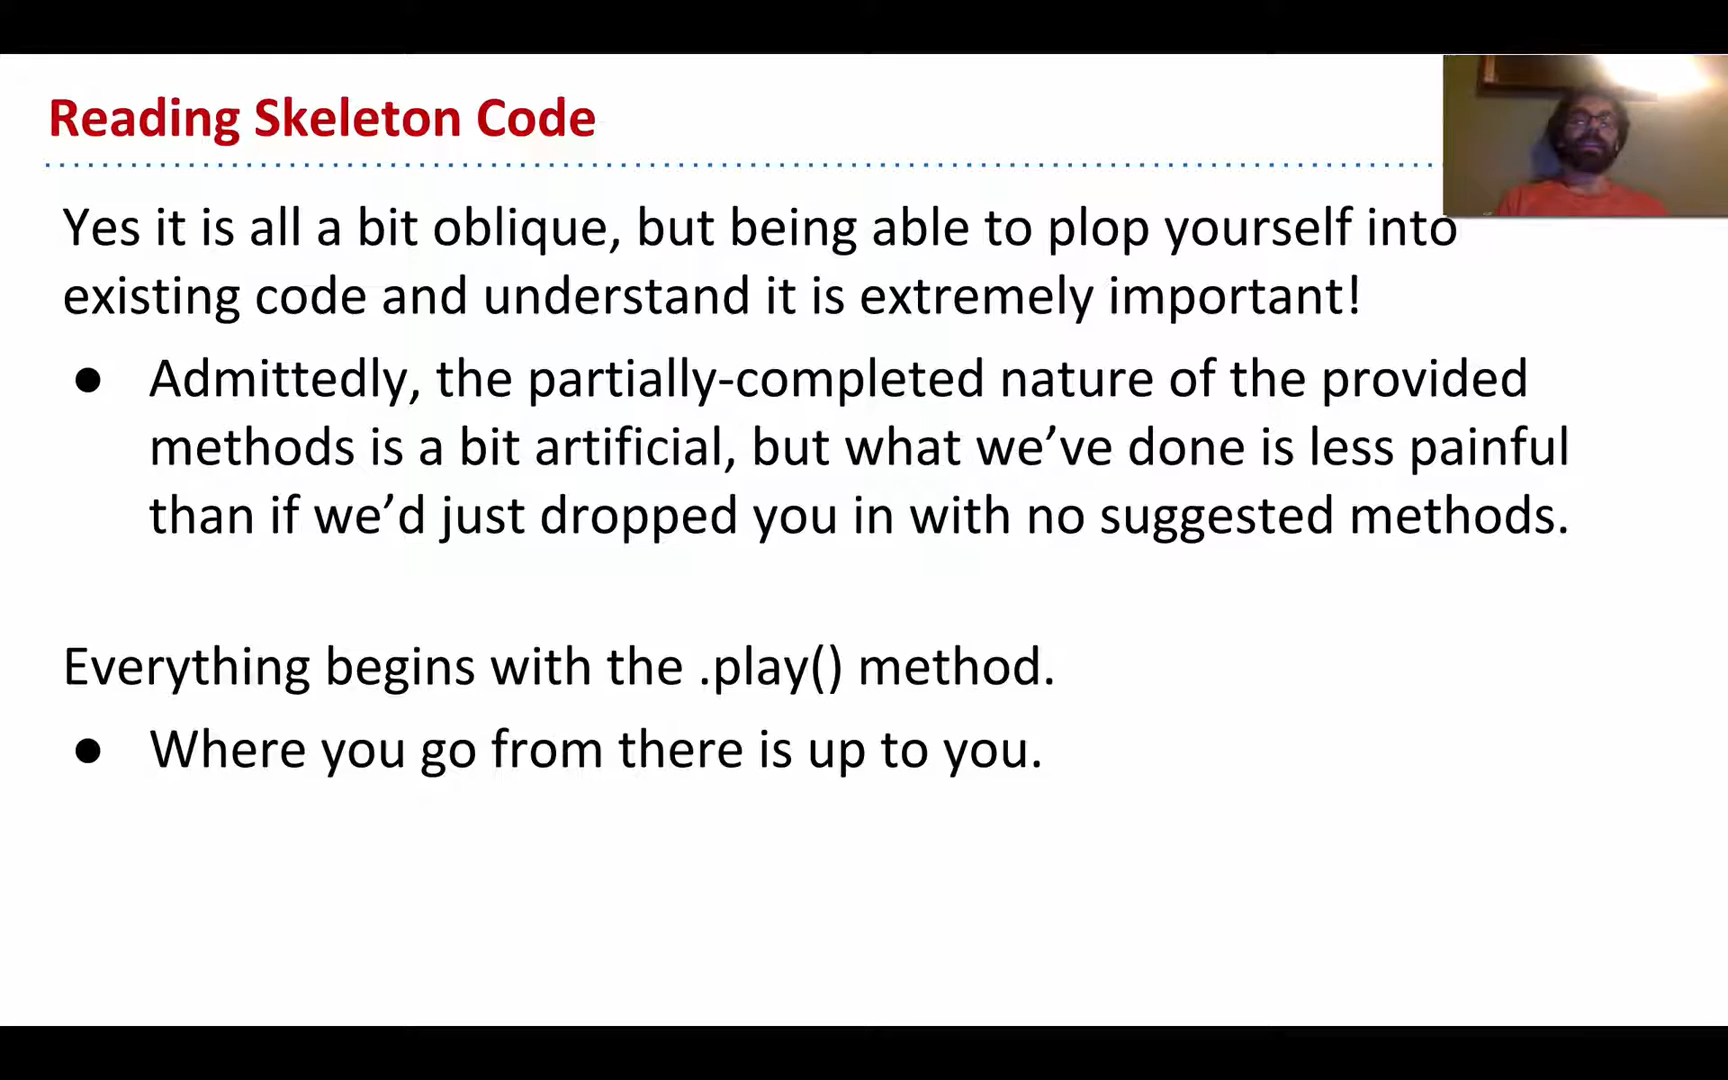 Reading Skeleton Code
Yes it is all a bit oblique, but being able to plop yourself into
existing code and understand it is extremely important!
● Admittedly, the partially-completed nature of the provided
methods is a bit artificial, but what we’ve done is less painful
than if we’d just dropped you in with no suggested methods.
Everything begins with the .play() method.
● Where you go from there is up to you.